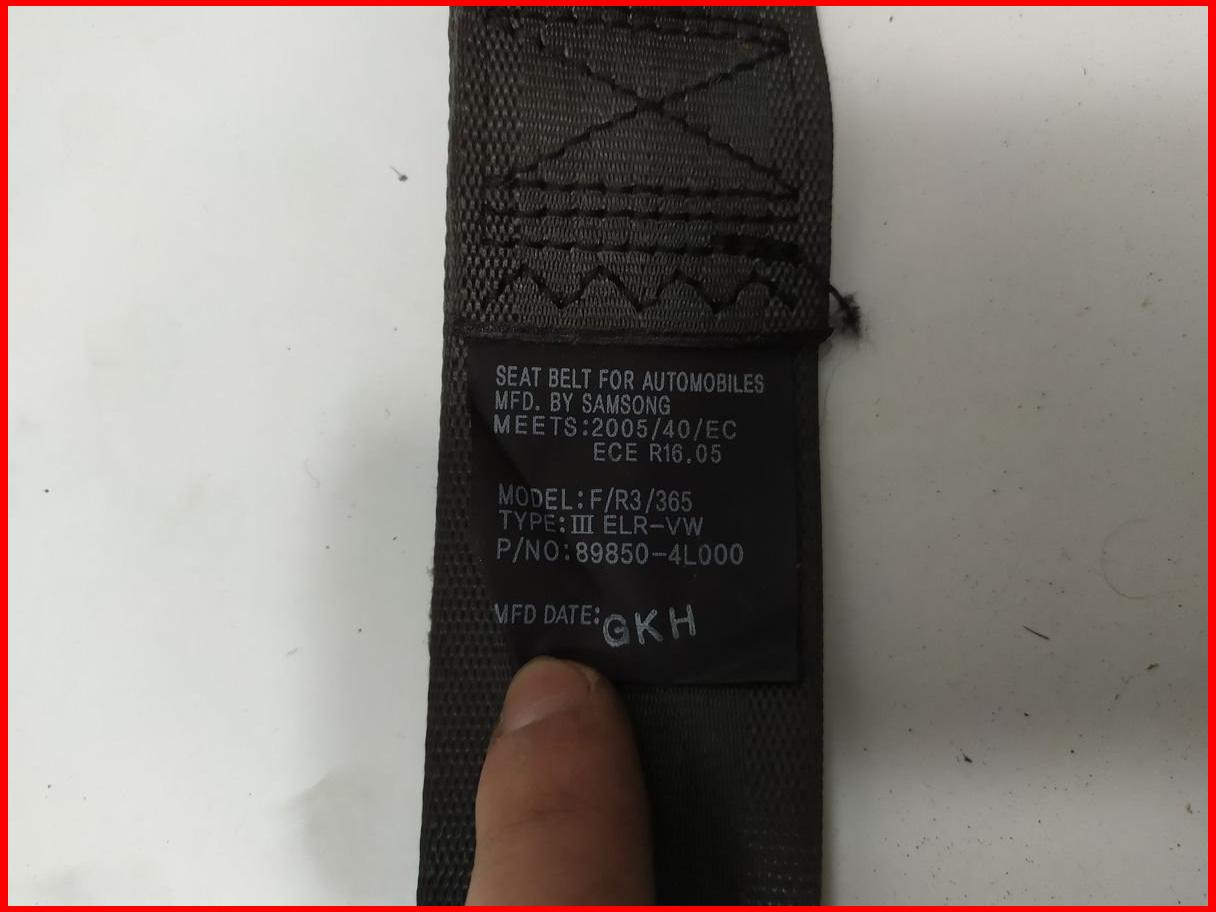 SEAT BELT FOR AUTOMOBILES
MFD. BY SAMSONG
MEETS:2005/40/EC
ECE R16.05
MODEL:F/R3/365
TYPE:III ELR-VW
P/NO:89850-4L000
MFD DATE:GKH